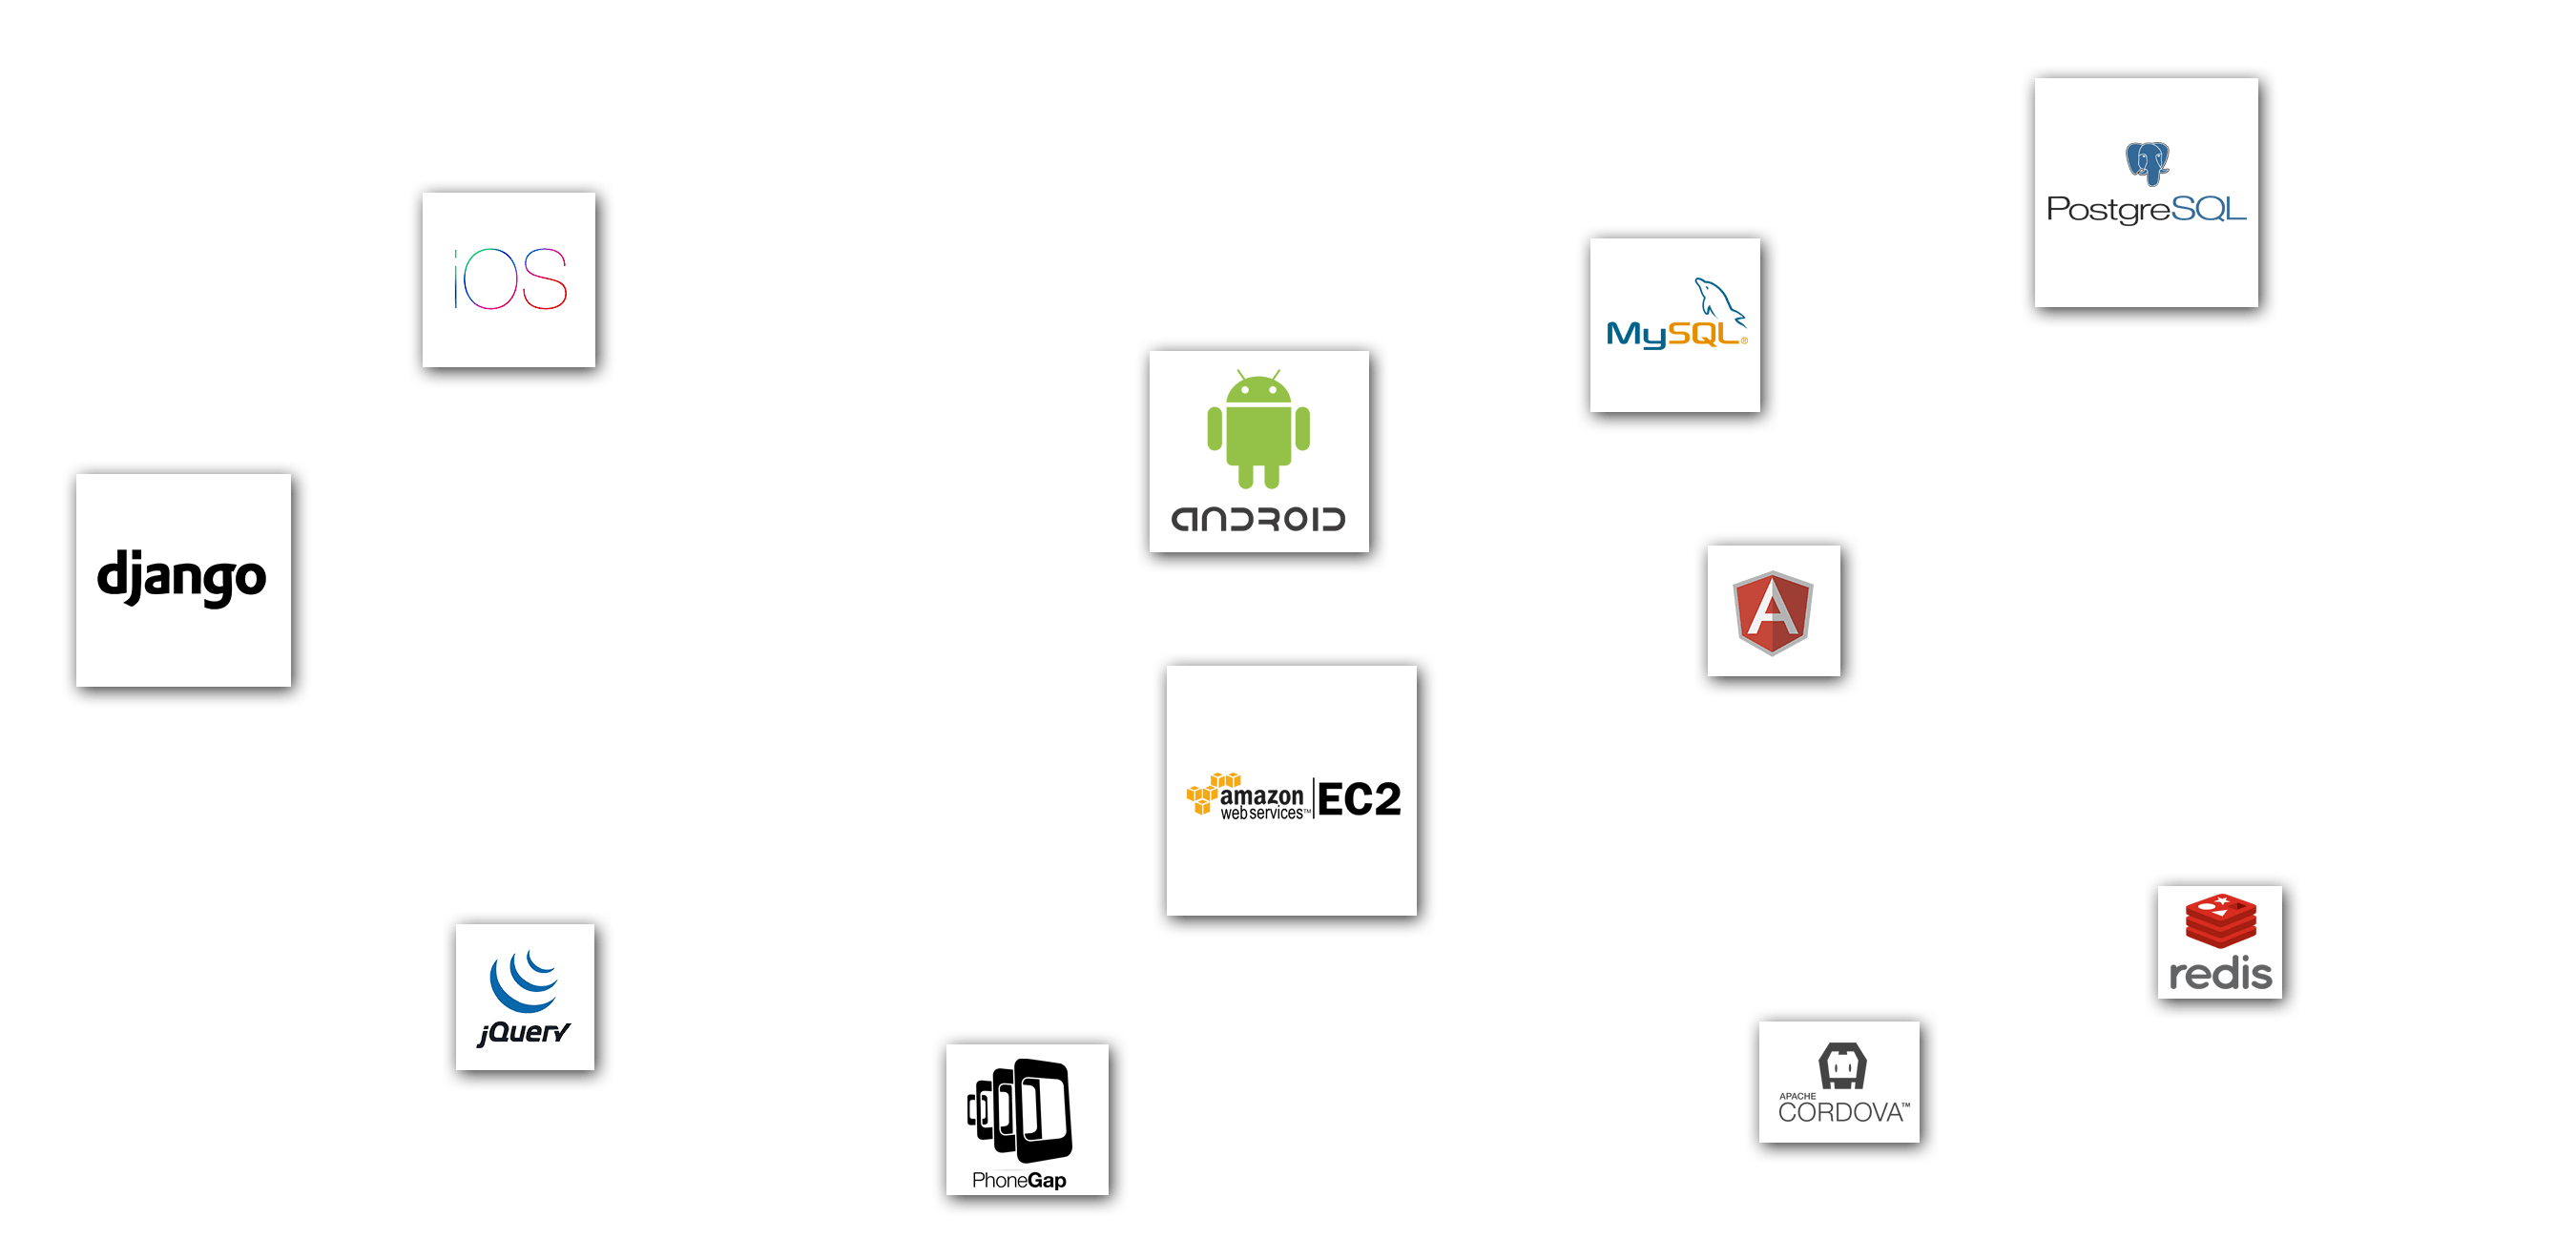 PostgreSQL
iOS
MySQL®
ANDROID
django
A
amazon
web services™ EC2
redis
jQuery
APACHE
CORDOVA™
PhoneGap